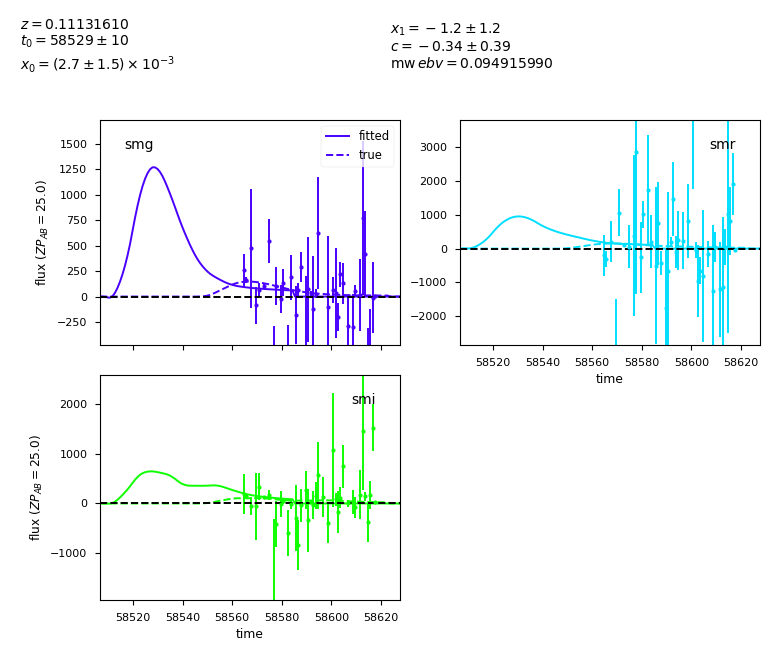 z = 0.11131610
t₀ = 58529 ± 10
x₀ = (2.7 ± 1.5) × 10⁻³
x₁ = −1.2 ± 1.2
c = −0.34 ± 0.39
mw ebv = 0.094915990
smg
fitted
true
1500
1250
1000
750
500
250
0
−250
flux (ZP_AB = 25.0)
smr
3000
2000
1000
0
−1000
−2000
58520 58540 58560 58580 58600 58620
time
smi
2000
1000
0
−1000
flux (ZP_AB = 25.0)
58520 58540 58560 58580 58600 58620
time